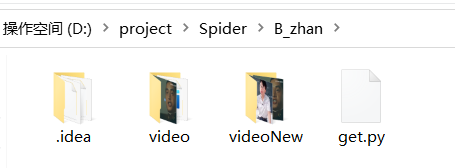 操作空间 (D:) > project > Spider > B_zhan
.idea
video
videoNew
get.py